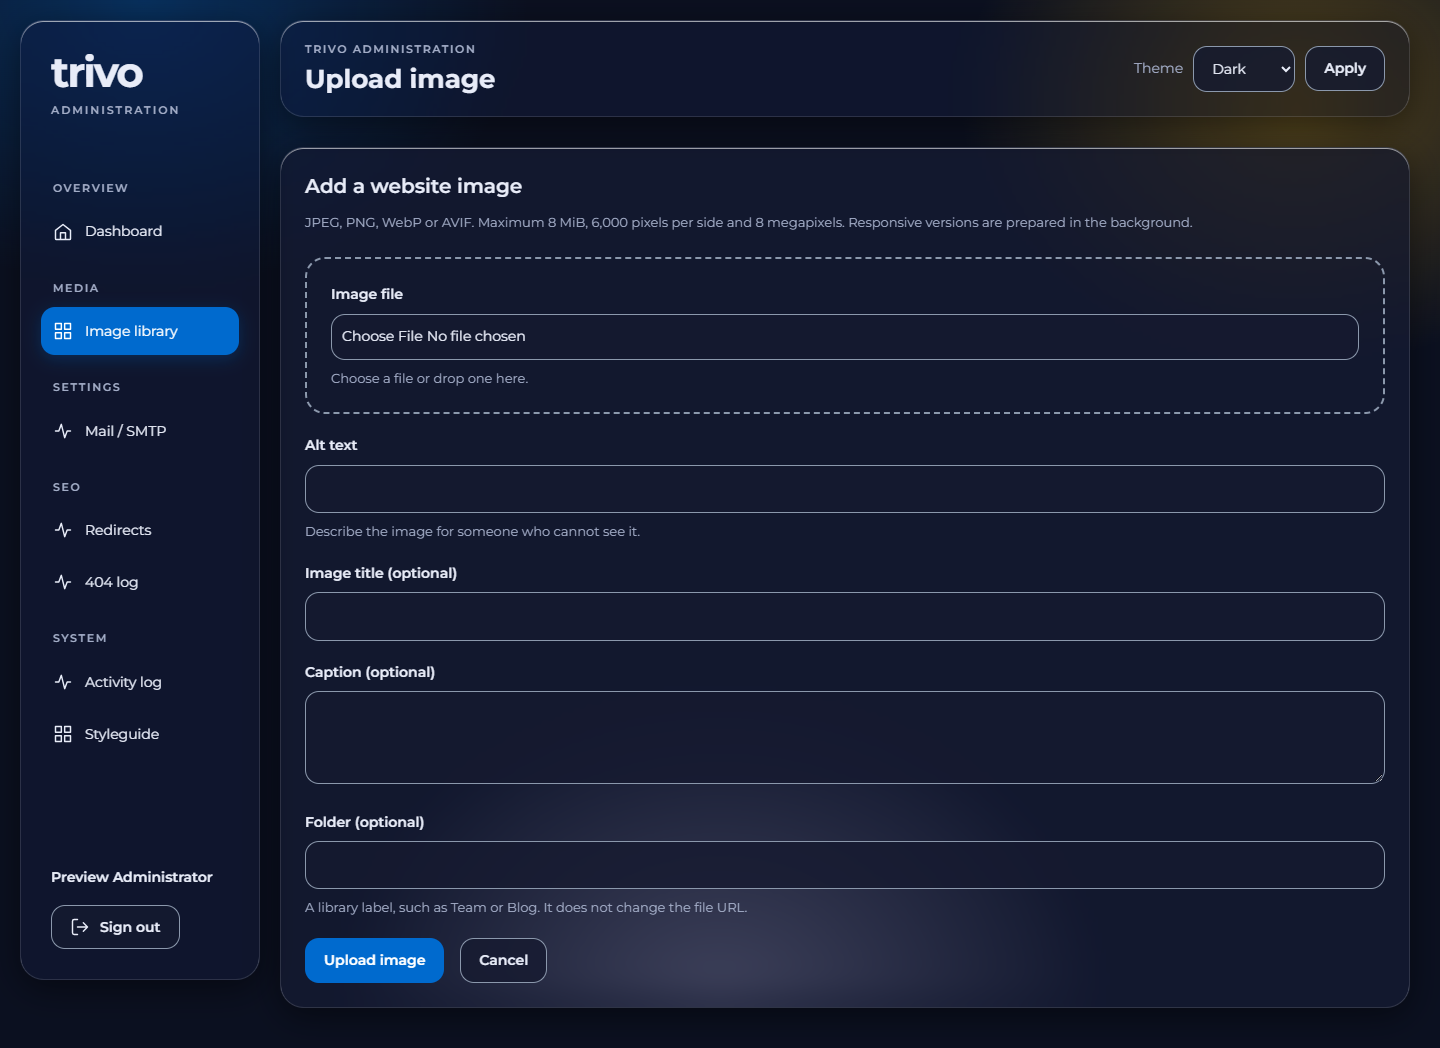 trivo
ADMINISTRATION
OVERVIEW
Dashboard
MEDIA
Image library
SETTINGS
Mail / SMTP
SEO
Redirects
404 log
SYSTEM
Activity log
Styleguide
Preview Administrator
Sign out
TRIVO ADMINISTRATION
Upload image
Theme
Dark
Apply
Add a website image
JPEG, PNG, WebP or AVIF. Maximum 8 MiB, 6,000 pixels per side and 8 megapixels. Responsive versions are prepared in the background.
Image file
Choose File No file chosen
Choose a file or drop one here.
Alt text
Describe the image for someone who cannot see it.
Image title (optional)
Caption (optional)
Folder (optional)
A library label, such as Team or Blog. It does not change the file URL.
Upload image
Cancel